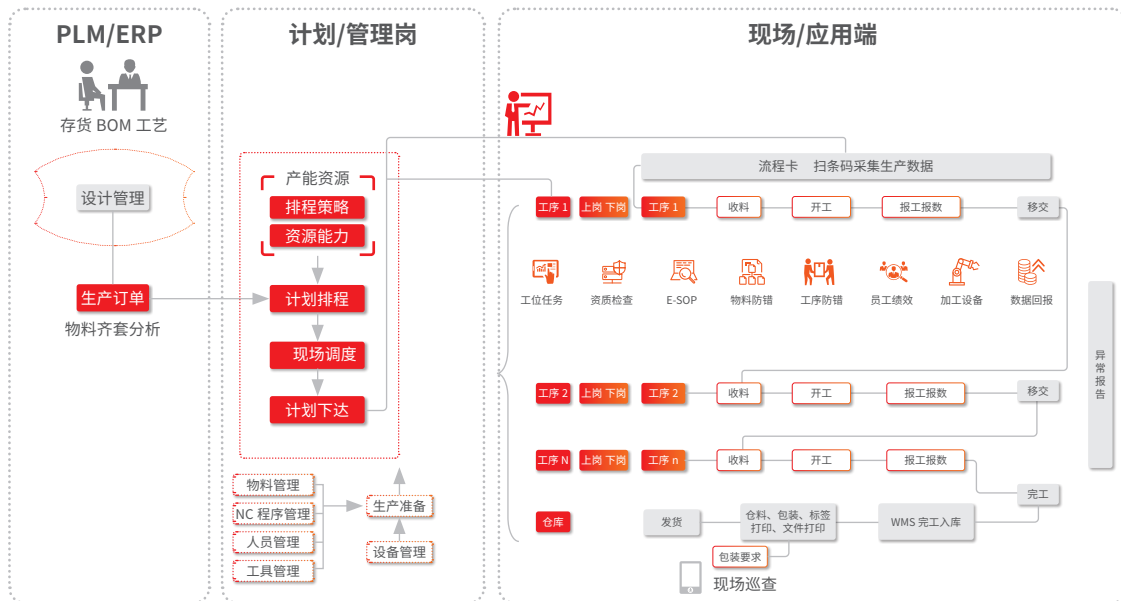 PLM/ERP
存货 BOM 工艺
设计管理
生产订单
物料齐套分析
计划/管理岗
产能资源
排程策略
资源能力
计划排程
现场调度
计划下达
物料管理
NC 程序管理
人员管理
工具管理
生产准备
设备管理
现场/应用端
流程卡 扫条码采集生产数据
工序 1 上岗 下岗 工序 1 收料 开工 报工报数 移交
工位任务 资质检查 E-SOP 物料防错 工序防错 员工绩效 加工设备 数据回报
异常报告
工序 2 上岗 下岗 工序 2 收料 开工 报工报数 移交
工序 N 上岗 下岗 工序 n 收料 开工 报工报数
完工
仓库 发货 仓料、包装、标签
打印、文件打印
WMS 完工入库
包装要求
现场巡查